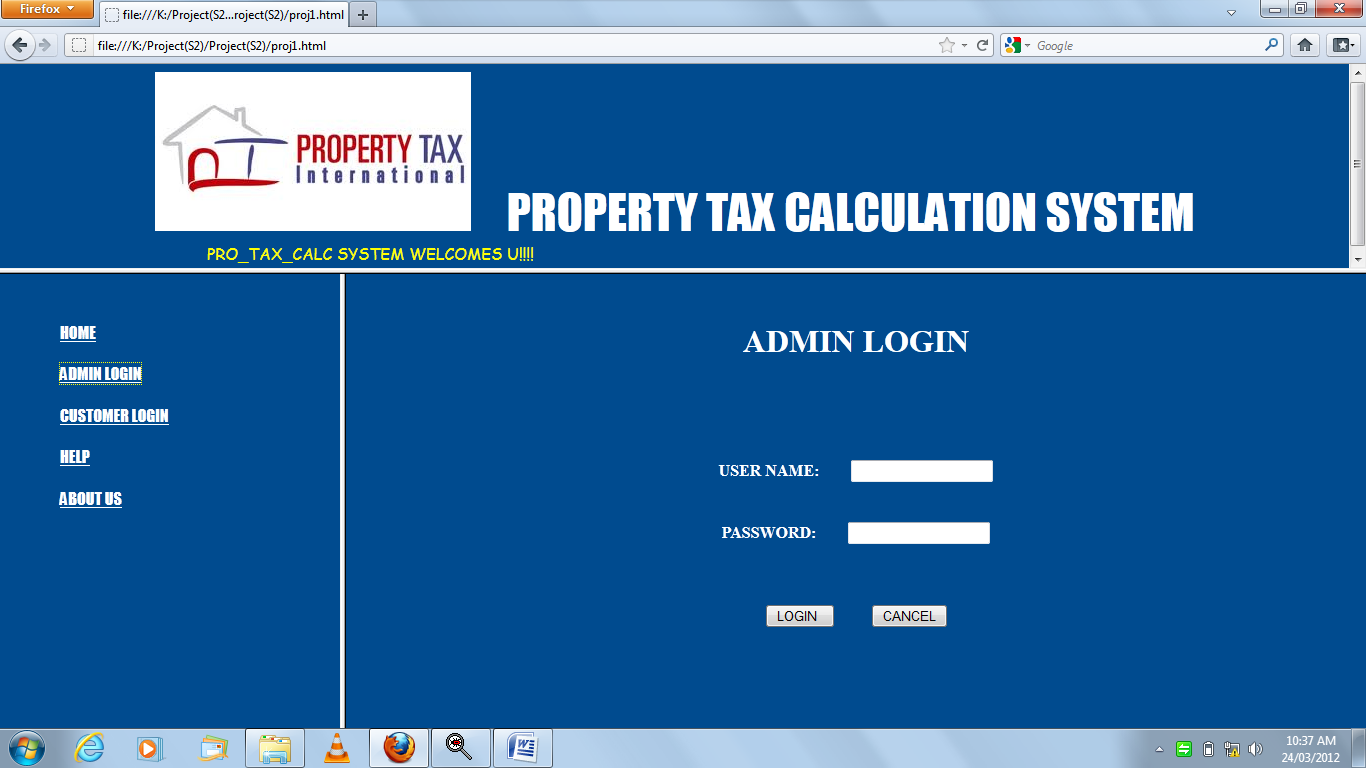 Firefox
file:///K:/Project(S2...roject(S2)/proj1.html
file:///K:/Project(S2)/Project(S2)/proj1.html
Google
PROPERTY TAX
International
PROPERTY TAX CALCULATION SYSTEM
PRO_TAX_CALC SYSTEM WELCOMES U!!!!
HOME
ADMIN LOGIN
CUSTOMER LOGIN
HELP
ABOUT US
ADMIN LOGIN
USER NAME:
PASSWORD:
LOGIN CANCEL
10:37 AM
24/03/2012